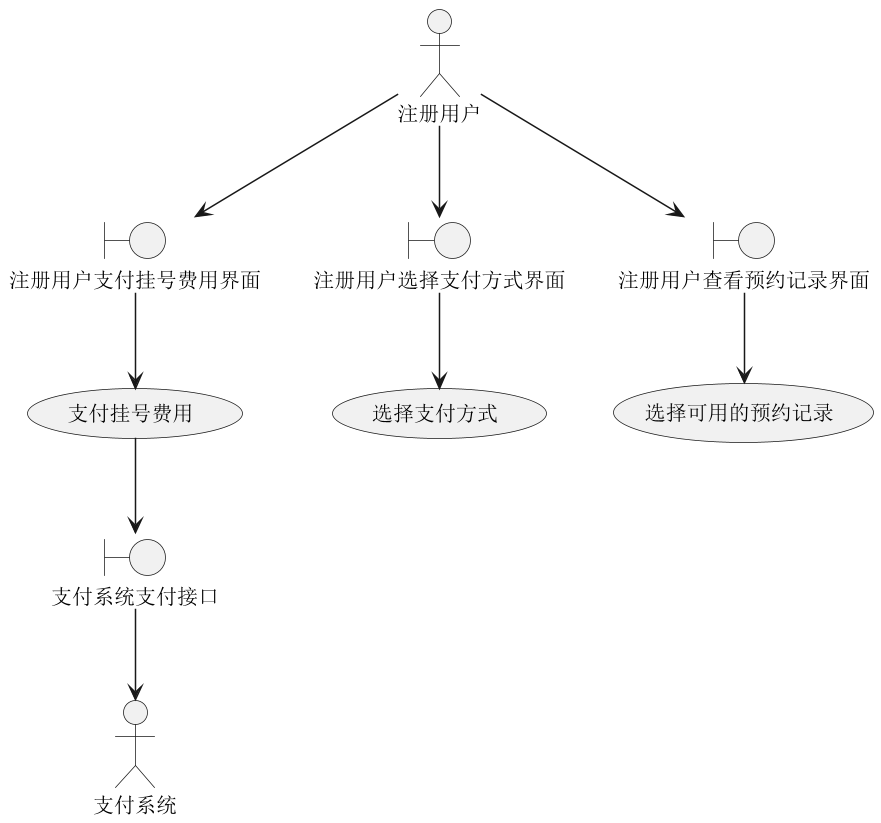 注册用户
注册用户支付挂号费用界面
注册用户选择支付方式界面
注册用户查看预约记录界面
支付挂号费用
选择支付方式
选择可用的预约记录
支付系统支付接口
支付系统